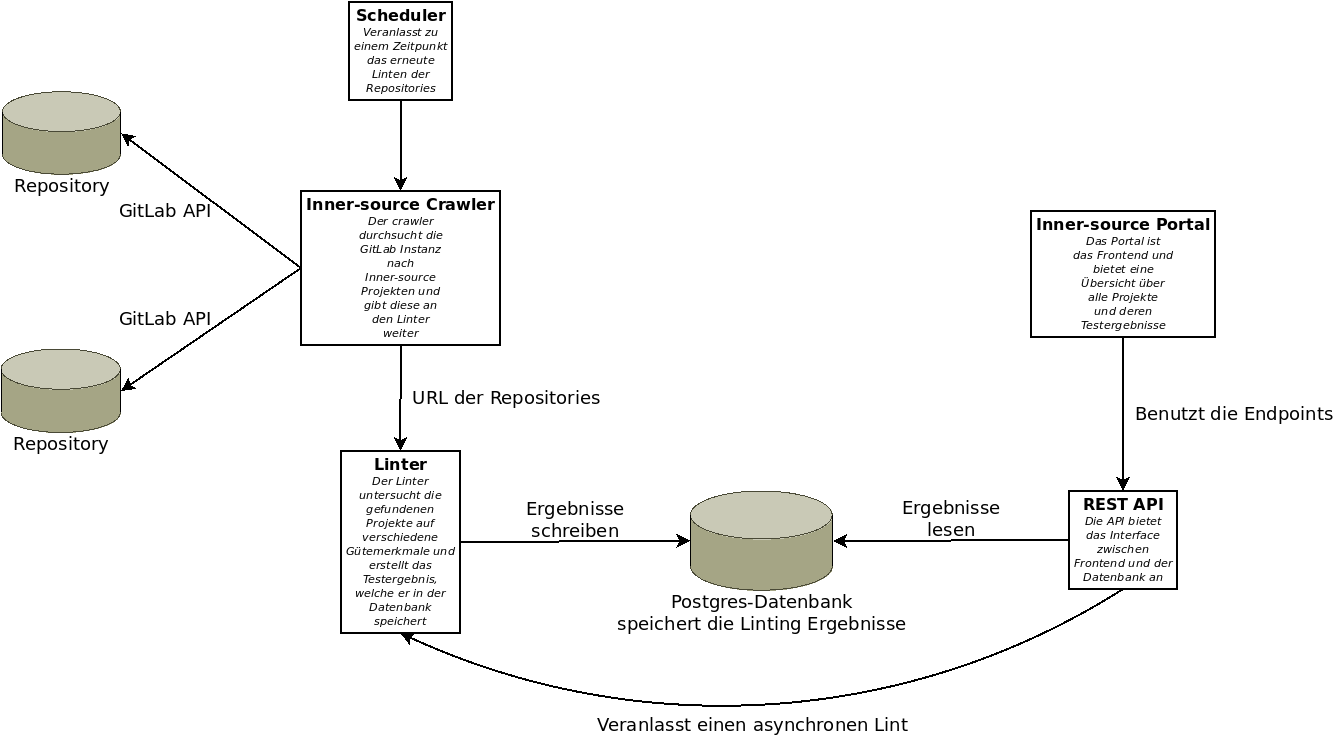 Scheduler
Veranlasst zu
einem Zeitpunkt
das erneute
Linten der
Repositories
Repository
GitLab API
Inner-source Crawler
Der crawler
durchsucht die
GitLab Instanz
nach
Inner-source
Projekten und
gibt diese an
den Linter
weiter
GitLab API
Repository
URL der Repositories
Inner-source Portal
Das Portal ist
das Frontend und
bietet eine
Übersicht über
alle Projekte
und deren
Testergebnisse
Benutzt die Endpoints
Linter
Der Linter
untersucht die
gefundenen
Projekte auf
verschiedene
Gütemerkmale und
erstellt das
Testergebnis,
welche er in der
Datenbank
speichert
Ergebnisse
schreiben
Postgres-Datenbank
speichert die Linting Ergebnisse
Ergebnisse
lesen
REST API
Die API bietet
das Interface
zwischen
Frontend und der
Datenbank an
Veranlasst einen asynchronen Lint